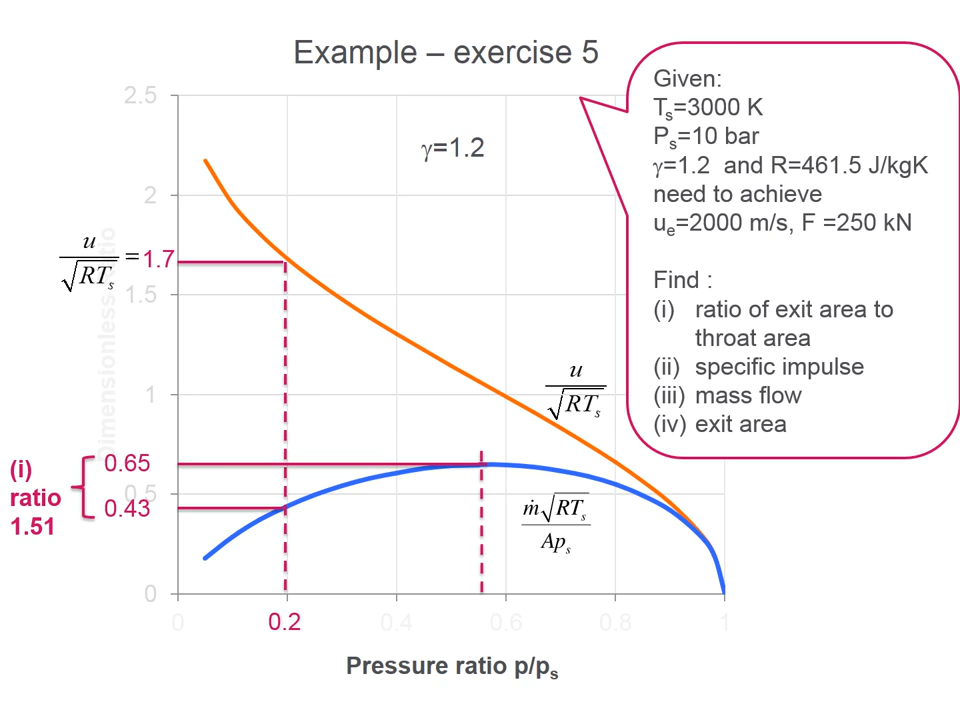 Example – exercise 5
Given:
Tₛ=3000 K
Pₛ=10 bar
γ=1.2 and R=461.5 J/kgK
need to achieve
uₑ=2000 m/s, F =250 kN
Find :
(i) ratio of exit area to
throat area
(ii) specific impulse
(iii) mass flow
(iv) exit area
γ=1.2
2.5
2
u/√RTₛ = 1.7
1.5
1
0.65
0.5
0.43
0
(i)
ratio
1.51
Dimensionless ratio
u/√RTₛ
ṁ√RTₛ/Apₛ
0
0.2
0.4
0.6
0.8
1
Pressure ratio p/pₛ